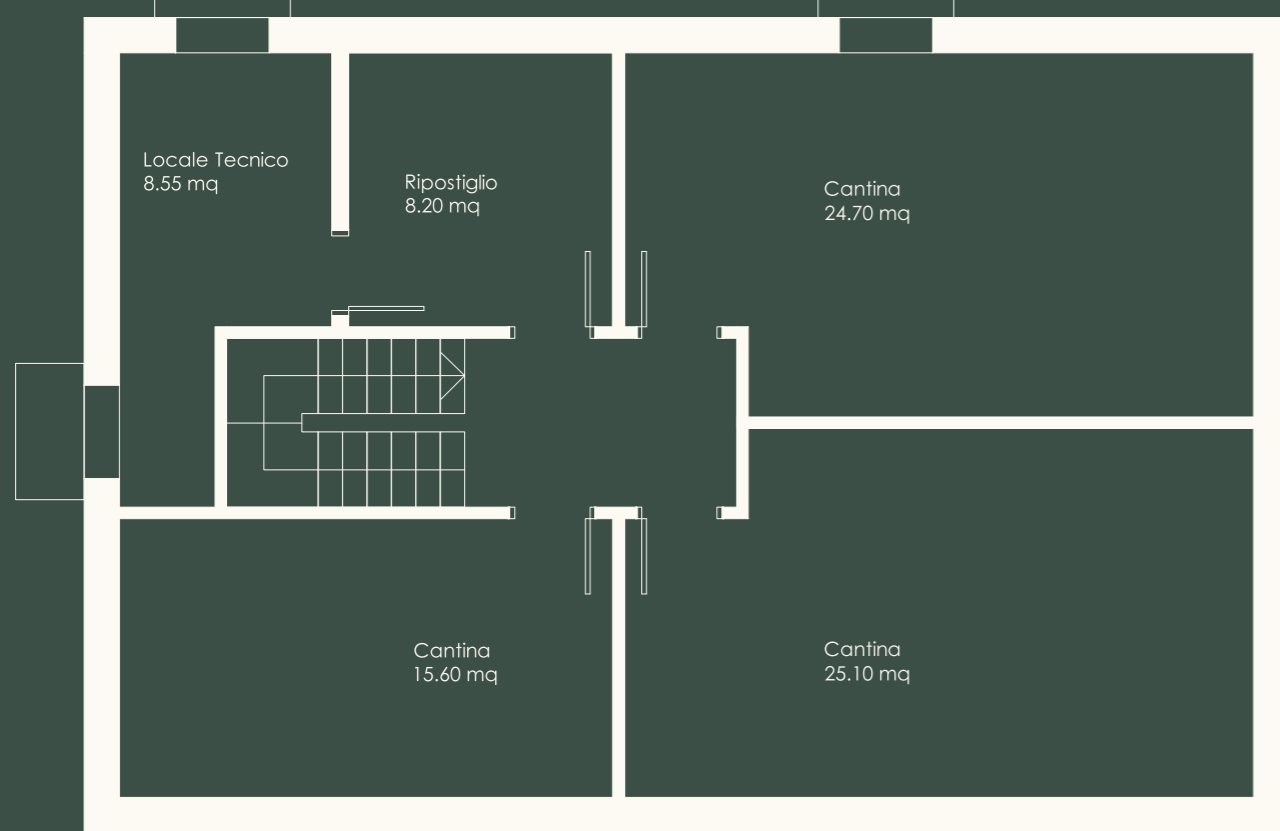 Locale Tecnico
8.55 mq
Ripostiglio
8.20 mq
Cantina
24.70 mq
Cantina
15.60 mq
Cantina
25.10 mq